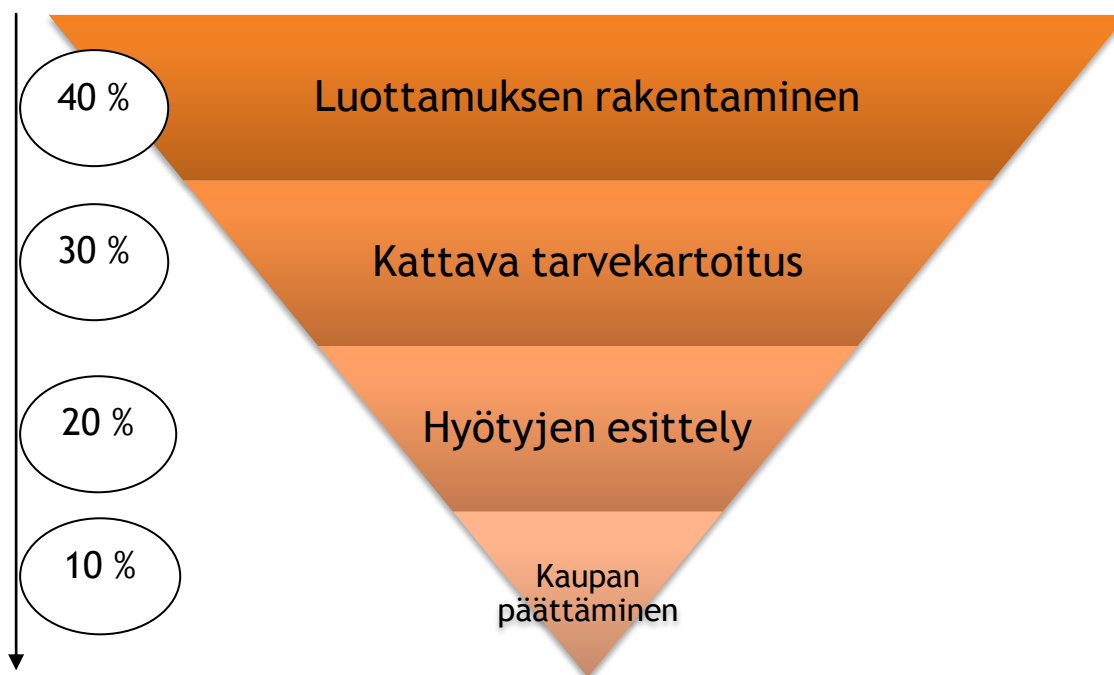 40 %
Luottamuksen rakentaminen
30 %
Kattava tarvekartoitus
20 %
Hyötyjen esittely
10 %
Kaupan
päättäminen